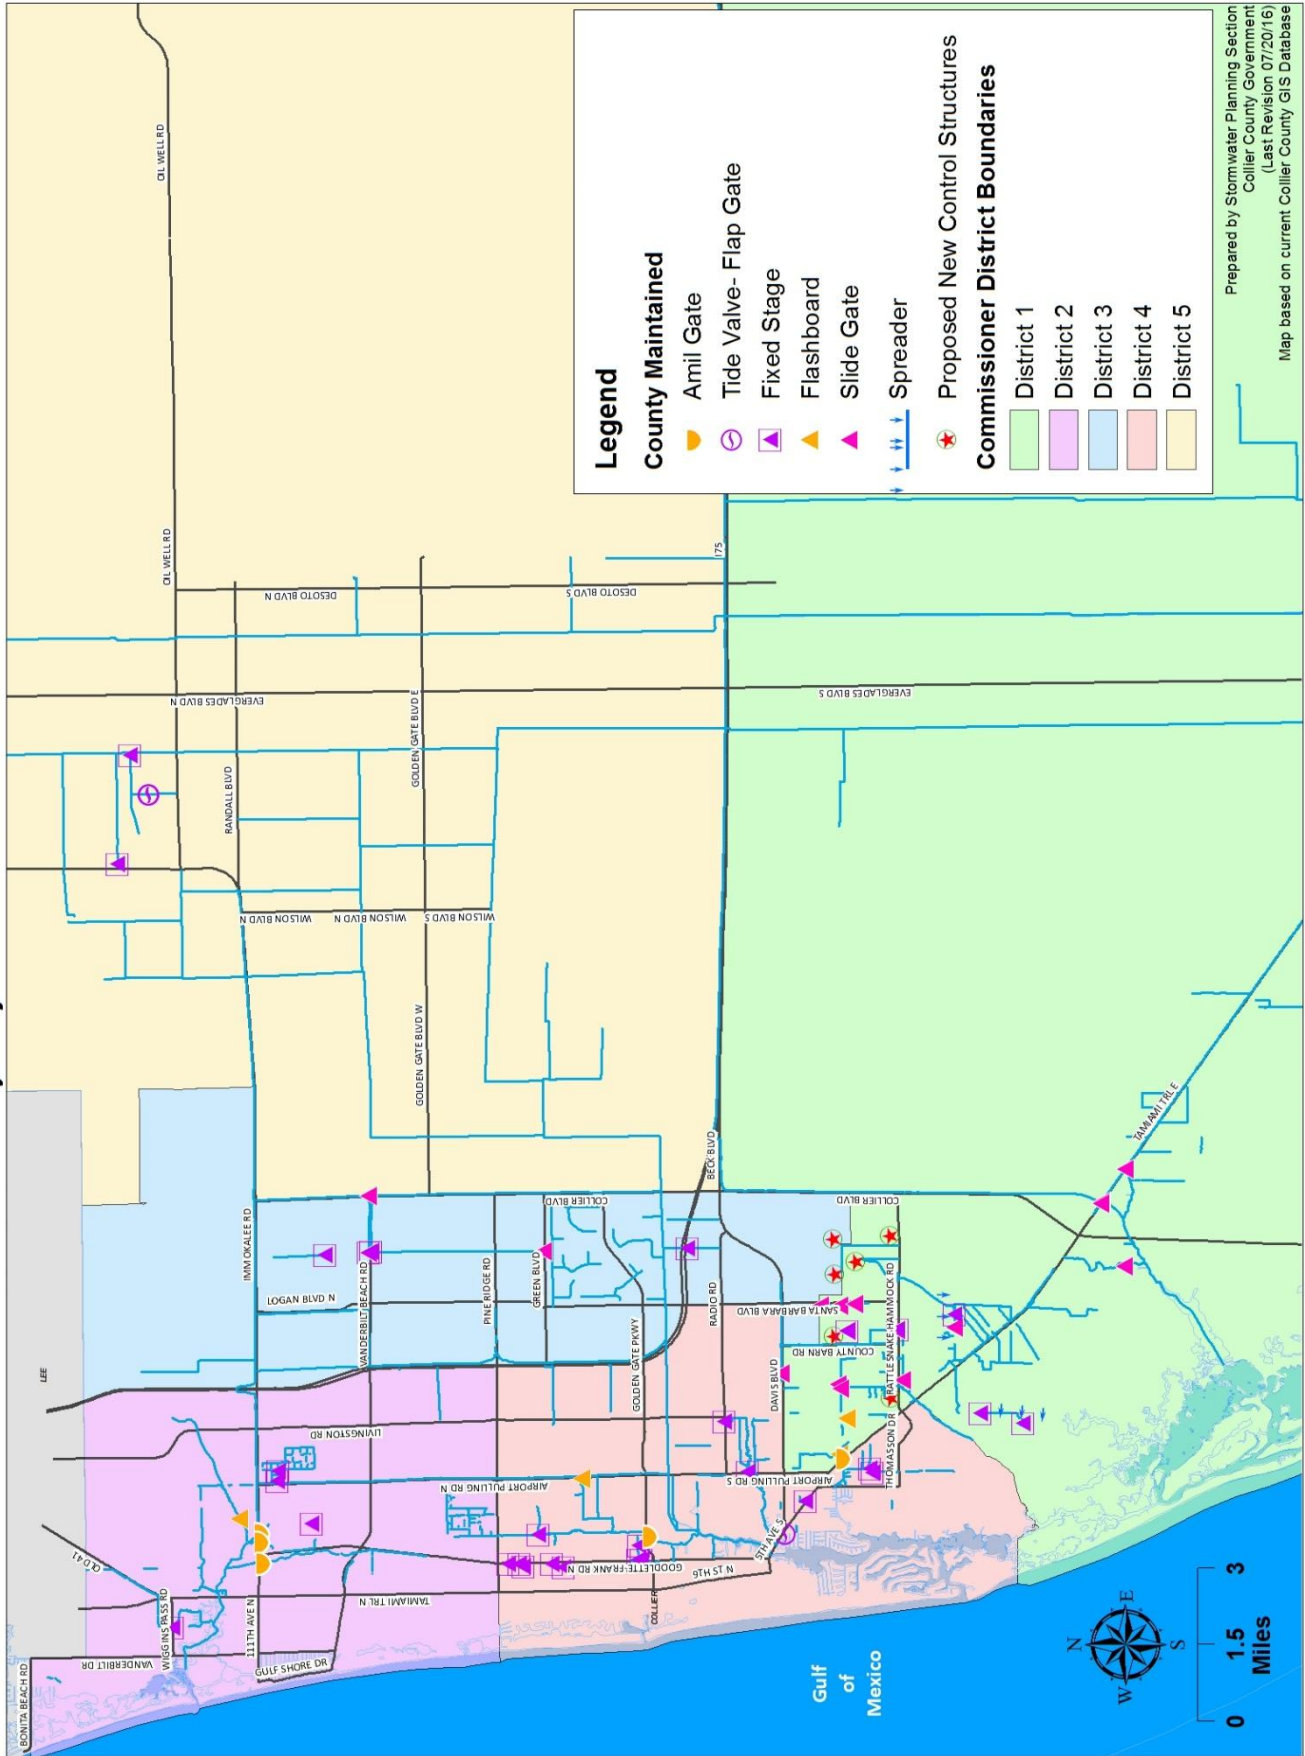 Legend
County Maintained
Amil Gate
Tide Valve- Flap Gate
Fixed Stage
Flashboard
Slide Gate
Spreader
Proposed New Control Structures
Commissioner District Boundaries
District 1
District 2
District 3
District 4
District 5
Prepared by Stormwater Planning Section
Collier County Government
(Last Revision 07/20/16)
Map based on current Collier County GIS Database
BONITA BEACH RD
VANDERBILT DR
WIGGINS PASS RD
OLD 41
LEE
111TH AVE N
GULF SHORE DR
TAMIAMI TRL N
IMMOKALEE RD
LOGAN BLVD N
VANDERBILT BEACH RD
LIVINGSTON RD
AIRPORT PULLING RD N
PINE RIDGE RD
GREEN BLVD
COLLIER BLVD
GOLDEN GATE PKWY
GOODLETTE-FRANK RD N
COLLIER
9TH ST N
5TH AVE S
AIRPORT PULLING RD S
RADIO RD
DAVIS BLVD
SANTA BARBARA BLVD
COUNTY BARN RD
RATTLESNAKE HAMMOCK RD
THOMASSON DR
COLLIER BLVD
BECK BLVD
TAMIAMI TRL E
OIL WELL RD
OIL WELL RD
RANDALL BLVD
EVERGLADES BLVD N
DESOTO BLVD N
DESOTO BLVD S
GOLDEN GATE BLVD E
GOLDEN GATE BLVD W
WILSON BLVD N
WILSON BLVD N
WILSON BLVD S
WILSON BLVD N
I75
EVERGLADES BLVD S
Gulf
of
Mexico
N
W
E
S
0
1.5
3
Miles